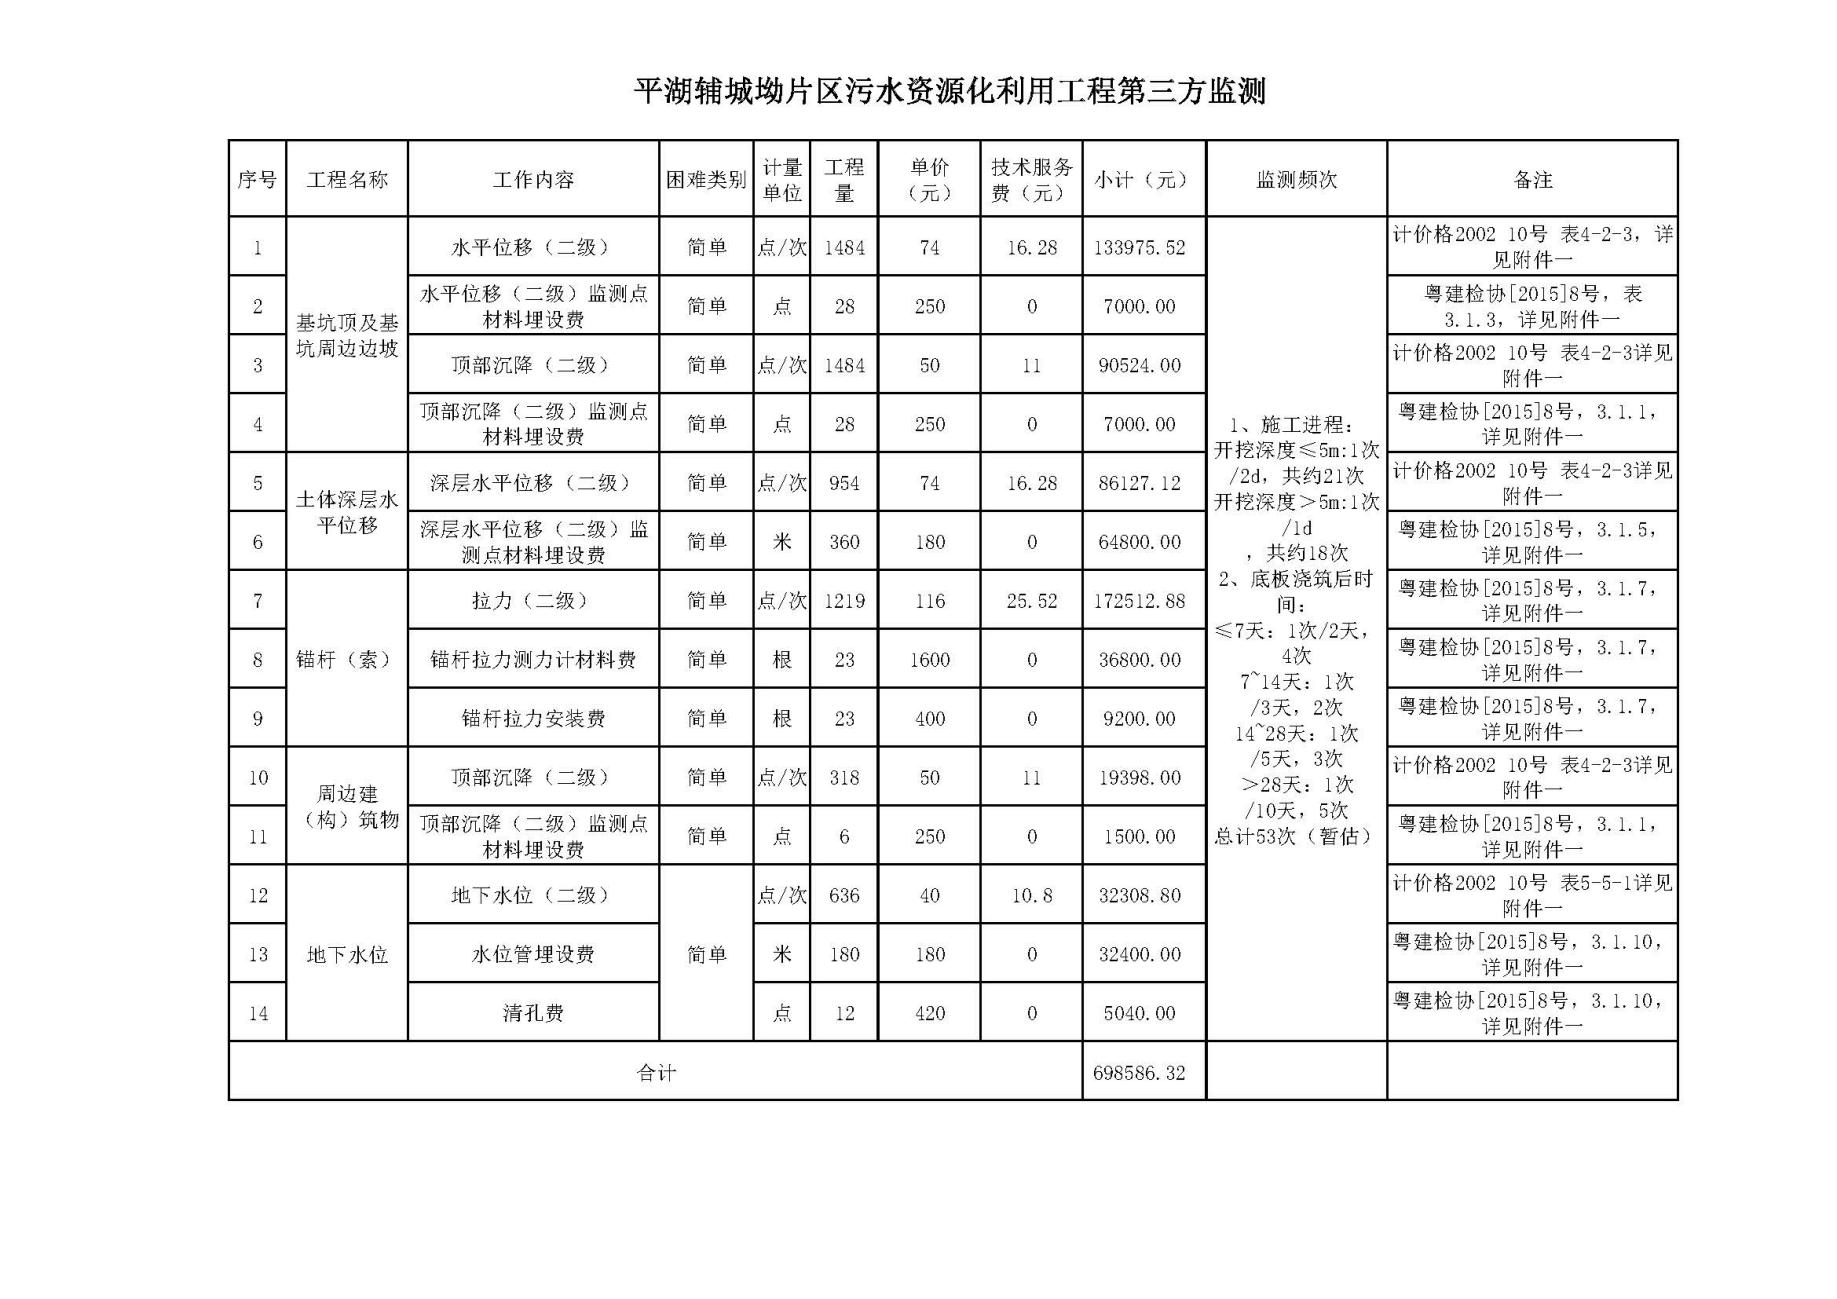 平湖辅城坳片区污水资源化利用工程第三方监测
序号 工程名称 工作内容 困难类别 计量单位 工程量 单价（元） 技术服务费（元） 小计（元） 监测频次 备注
1 基坑顶及基坑周边边坡 水平位移（二级） 简单 点/次 1484 74 16.28 133975.52 计价格2002 10号 表4-2-3，详见附件一
2 水平位移（二级）监测点材料埋设费 简单 点 28 250 0 7000.00 粤建检协[2015]8号，表3.1.3，详见附件一
3 顶部沉降（二级） 简单 点/次 1484 50 11 90524.00 计价格2002 10号 表4-2-3详见附件一
4 顶部沉降（二级）监测点材料埋设费 简单 点 28 250 0 7000.00 粤建检协[2015]8号，3.1.1，详见附件一
5 土体深层水平位移 深层水平位移（二级） 简单 点/次 954 74 16.28 86127.12 计价格2002 10号 表4-2-3详见附件一
6 深层水平位移（二级）监测点材料埋设费 简单 米 360 180 0 64800.00 粤建检协[2015]8号，3.1.5，详见附件一
7 锚杆（索） 拉力（二级） 简单 点/次 1219 116 25.52 172512.88 粤建检协[2015]8号，3.1.7，详见附件一
8 锚杆拉力测力计材料费 简单 根 23 1600 0 36800.00 粤建检协[2015]8号，3.1.7，详见附件一
9 锚杆拉力安装费 简单 根 23 400 0 9200.00 粤建检协[2015]8号，3.1.7，详见附件一
10 周边建（构）筑物 顶部沉降（二级） 简单 点/次 318 50 11 19398.00 计价格2002 10号 表4-2-3详见附件一
11 顶部沉降（二级）监测点材料埋设费 简单 点 6 250 0 1500.00 粤建检协[2015]8号，3.1.1，详见附件一
12 地下水位 地下水位（二级） 简单 点/次 636 40 10.8 32308.80 计价格2002 10号 表5-5-1详见附件一
13 水位管埋设费 米 180 180 0 32400.00 粤建检协[2015]8号，3.1.10，详见附件一
14 清孔费 点 12 420 0 5040.00 粤建检协[2015]8号，3.1.10，详见附件一
1、施工进程：
开挖深度≤5m:1次
/2d，共约21次
开挖深度＞5m:1次
/1d
，共约18次
2、底板浇筑后时
间：
≤7天：1次/2天，
4次
7~14天：1次
/3天，2次
14~28天：1次
/5天，3次
＞28天：1次
/10天，5次
总计53次（暂估）
合计 698586.32